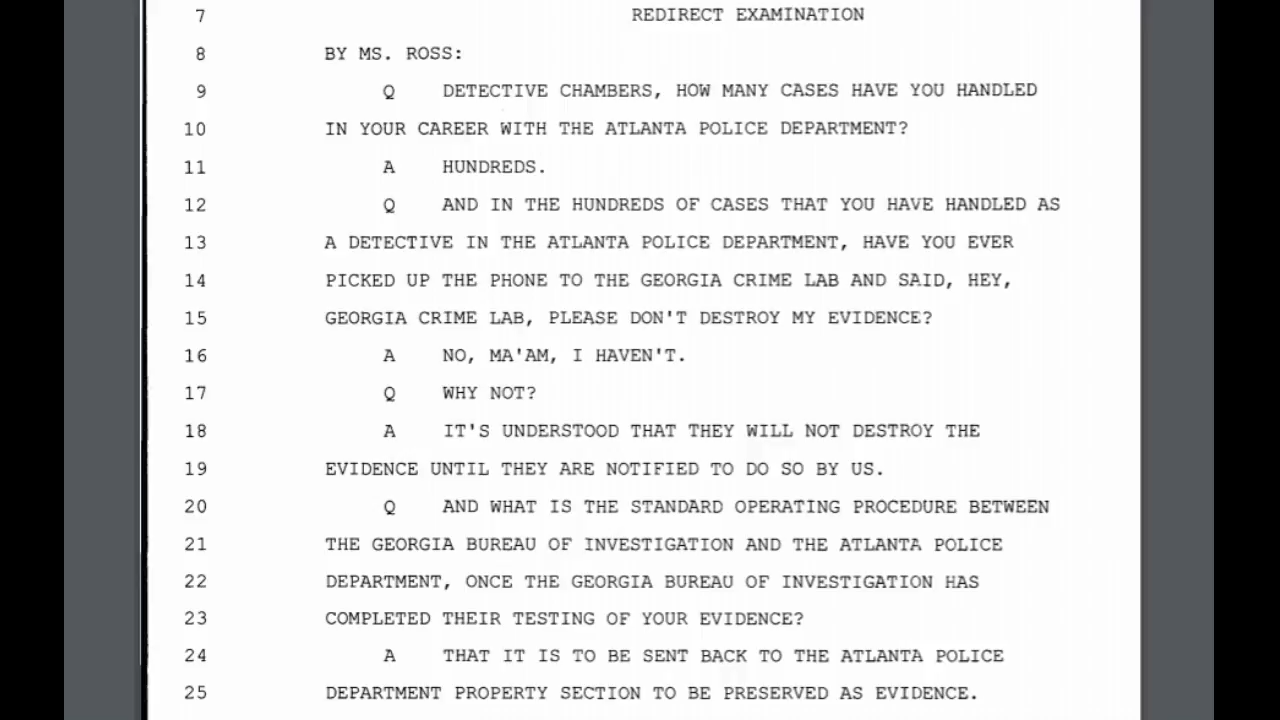 7 REDIRECT EXAMINATION
8 BY MS. ROSS:
9 Q DETECTIVE CHAMBERS, HOW MANY CASES HAVE YOU HANDLED
10 IN YOUR CAREER WITH THE ATLANTA POLICE DEPARTMENT?
11 A HUNDREDS.
12 Q AND IN THE HUNDREDS OF CASES THAT YOU HAVE HANDLED AS
13 A DETECTIVE IN THE ATLANTA POLICE DEPARTMENT, HAVE YOU EVER
14 PICKED UP THE PHONE TO THE GEORGIA CRIME LAB AND SAID, HEY,
15 GEORGIA CRIME LAB, PLEASE DON'T DESTROY MY EVIDENCE?
16 A NO, MA'AM, I HAVEN'T.
17 Q WHY NOT?
18 A IT'S UNDERSTOOD THAT THEY WILL NOT DESTROY THE
19 EVIDENCE UNTIL THEY ARE NOTIFIED TO DO SO BY US.
20 Q AND WHAT IS THE STANDARD OPERATING PROCEDURE BETWEEN
21 THE GEORGIA BUREAU OF INVESTIGATION AND THE ATLANTA POLICE
22 DEPARTMENT, ONCE THE GEORGIA BUREAU OF INVESTIGATION HAS
23 COMPLETED THEIR TESTING OF YOUR EVIDENCE?
24 A THAT IT IS TO BE SENT BACK TO THE ATLANTA POLICE
25 DEPARTMENT PROPERTY SECTION TO BE PRESERVED AS EVIDENCE.